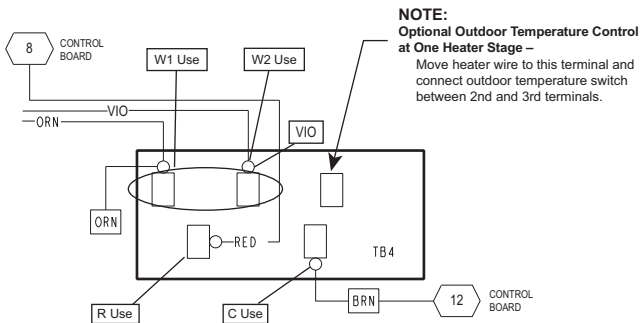 NOTE:
Optional Outdoor Temperature Control
at One Heater Stage –
Move heater wire to this terminal and
connect outdoor temperature switch
between 2nd and 3rd terminals.
8
CONTROL
BOARD
W1 Use
W2 Use
VIO
ORN
VIO
ORN
RED
TB4
R Use
C Use
BRN
12
CONTROL
BOARD